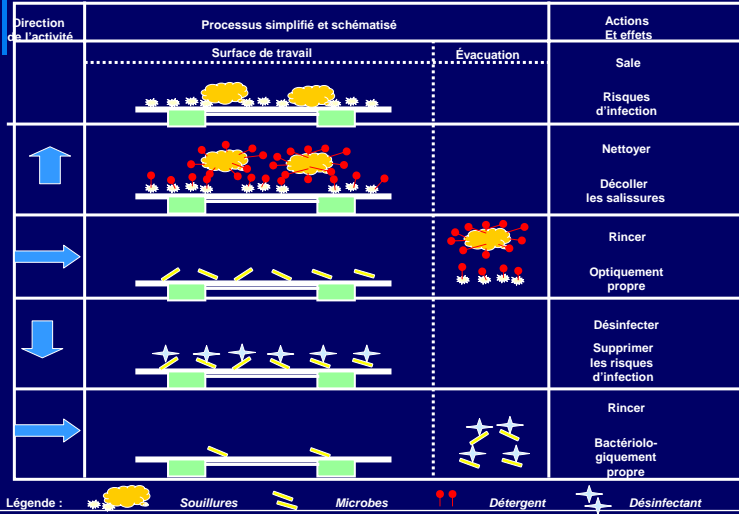 Direction
de l'activité
Processus simplifié et schématisé
Actions
Et effets
Surface de travail
Évacuation
Sale
Risques
d'infection
Nettoyer
Décoller
les salissures
Rincer
Optiquement
propre
Désinfecter
Supprimer
les risques
d'infection
Rincer
Bactériolo-
giquement
propre
Légende :
Souillures
Microbes
Détergent
Désinfectant